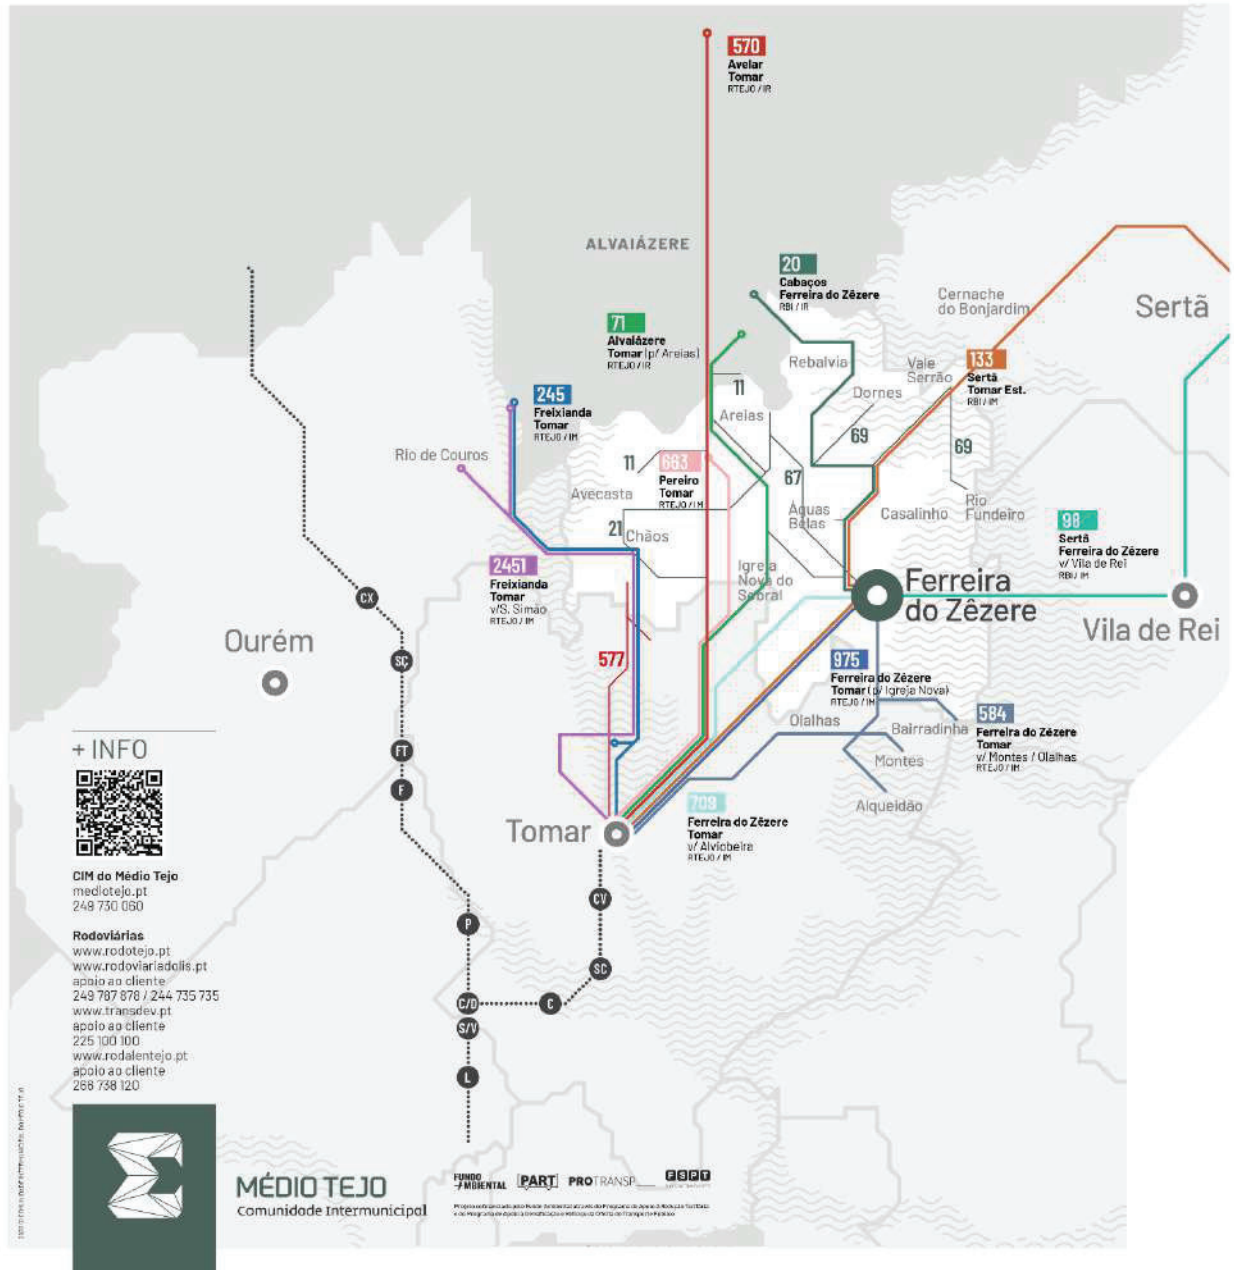 570
Avelar
Tomar
RTEJO / IR
ALVAIÁZERE
20
Cabaços
Ferreira do Zêzere
RBI / IR
Cernache
do Bonjardim
Sertã
71
Alvaiázere
Tomar (p/ Areias)
RTEJO / IR
Rebalvia
Vale
Serrão
133
Sertã
Tomar Est.
RBI / IM
245
Freixianda
Tomar
RTEJO / IM
11
Dornes
Areias
69
69
Rio de Couros
11
663
Pereiro
Tomar
RTEJO / IM
67
Avecasta
Águas
Belas
Casalinho
Rio
Fundeiro
21
Chãos
98
Sertã
Ferreira do Zêzere
v/ Vila de Rei
RBI / IM
2451
Freixianda
Tomar
v/S. Simão
RTEJO / IM
Igreja
Nova do
Sobral
Ferreira
do Zêzere
Vila de Rei
CX
Ourém
SÇ
577
975
Ferreira do Zêzere
Tomar (p/ Igreja Nova)
RTEJO / IM
Olalhas
Bairradinha
584
Ferreira do Zêzere
Tomar
v/ Montes / Olalhas
RTEJO / IM
Montes
Alqueidão
+ INFO
FT
F
709
Ferreira do Zêzere
Tomar
v/ Alviobeira
RTEJO / IM
Tomar
CIM do Médio Tejo
mediotejo.pt
249 730 060
CV
P
Rodoviárias
www.rodotejo.pt
www.rodoviariadolis.pt
apoio ao cliente
249 787 878 / 244 735 735
www.transdev.pt
apoio ao cliente
225 100 100
www.rodalentejo.pt
apoio ao cliente
266 738 120
SC
C/D
C
S/V
L
MÉDIO TEJO
Comunidade Intermunicipal
FUNDO
AMBIENTAL
PART
PROTRANSP
FSPT